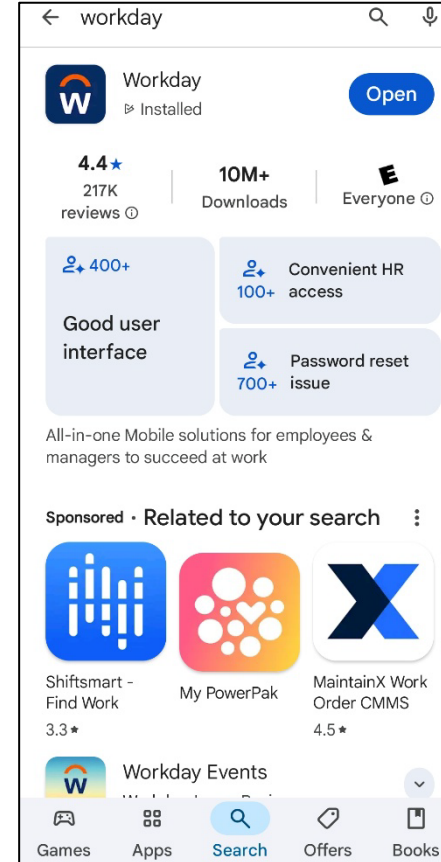 workday
Workday
Installed
Open
4.4★
217K
reviews
10M+
Downloads
E
Everyone
400+
Good user
interface
100+
Convenient HR
access
700+
Password reset
issue
All-in-one Mobile solutions for employees &
managers to succeed at work
Sponsored · Related to your search
Shiftsmart -
Find Work
3.3★
My PowerPak
MaintainX Work
Order CMMS
4.5★
Workday Events
Games
Apps
Search
Offers
Books